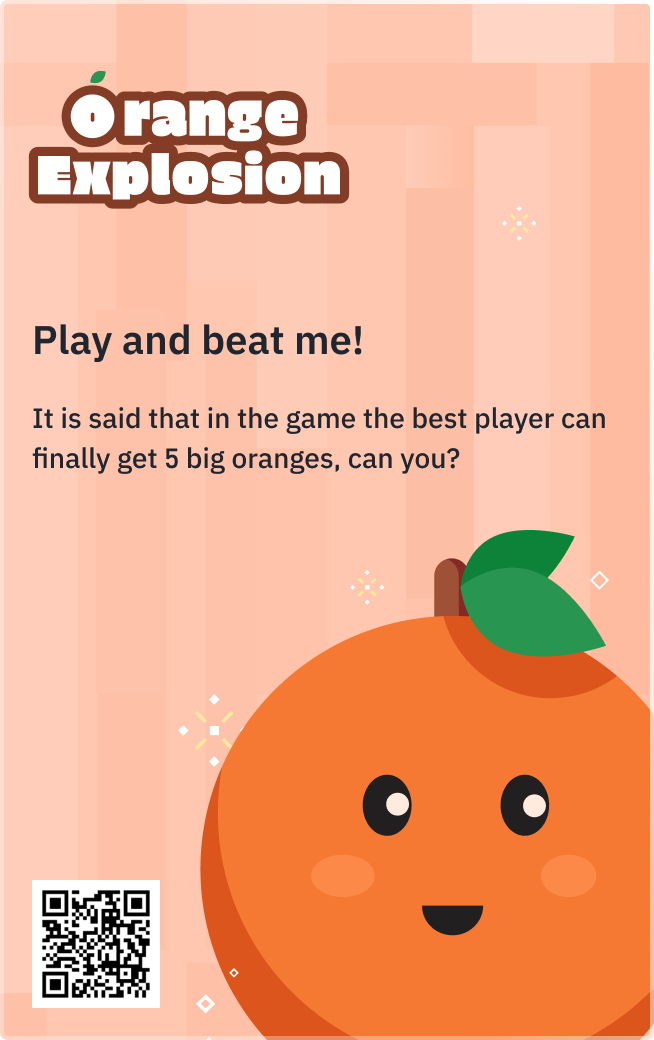 Orange
Explosion
Play and beat me!
It is said that in the game the best player can
finally get 5 big oranges, can you?